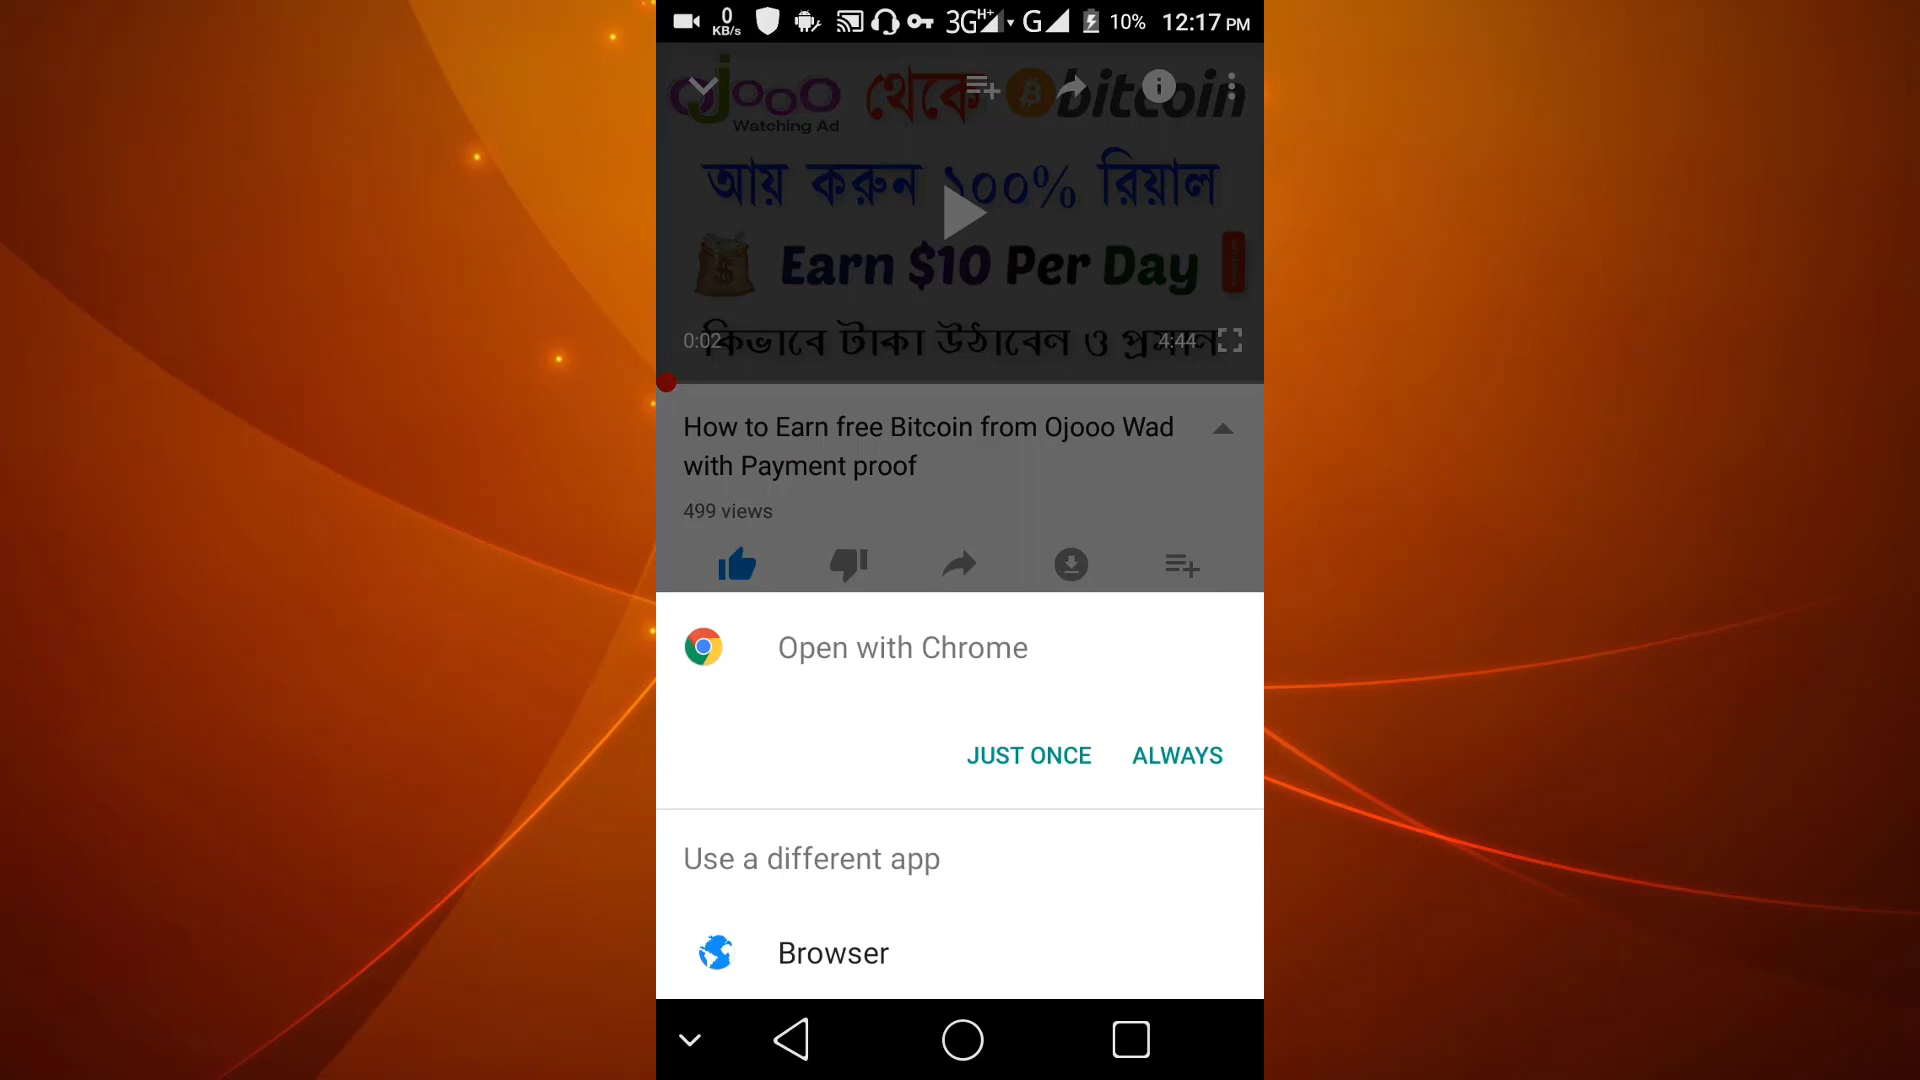 0 KB/s 3G H+ G 10% 12:17 PM
Ojooo থেকে bitcoin
Watching Ad
আয় করুন ১০০% রিয়াল
Earn $10 Per Day
কিভাবে টাকা উঠাবেন ও প্রমান
0:02 4:44
How to Earn free Bitcoin from Ojooo Wad
with Payment proof
499 views
Open with Chrome
JUST ONCE ALWAYS
Use a different app
Browser